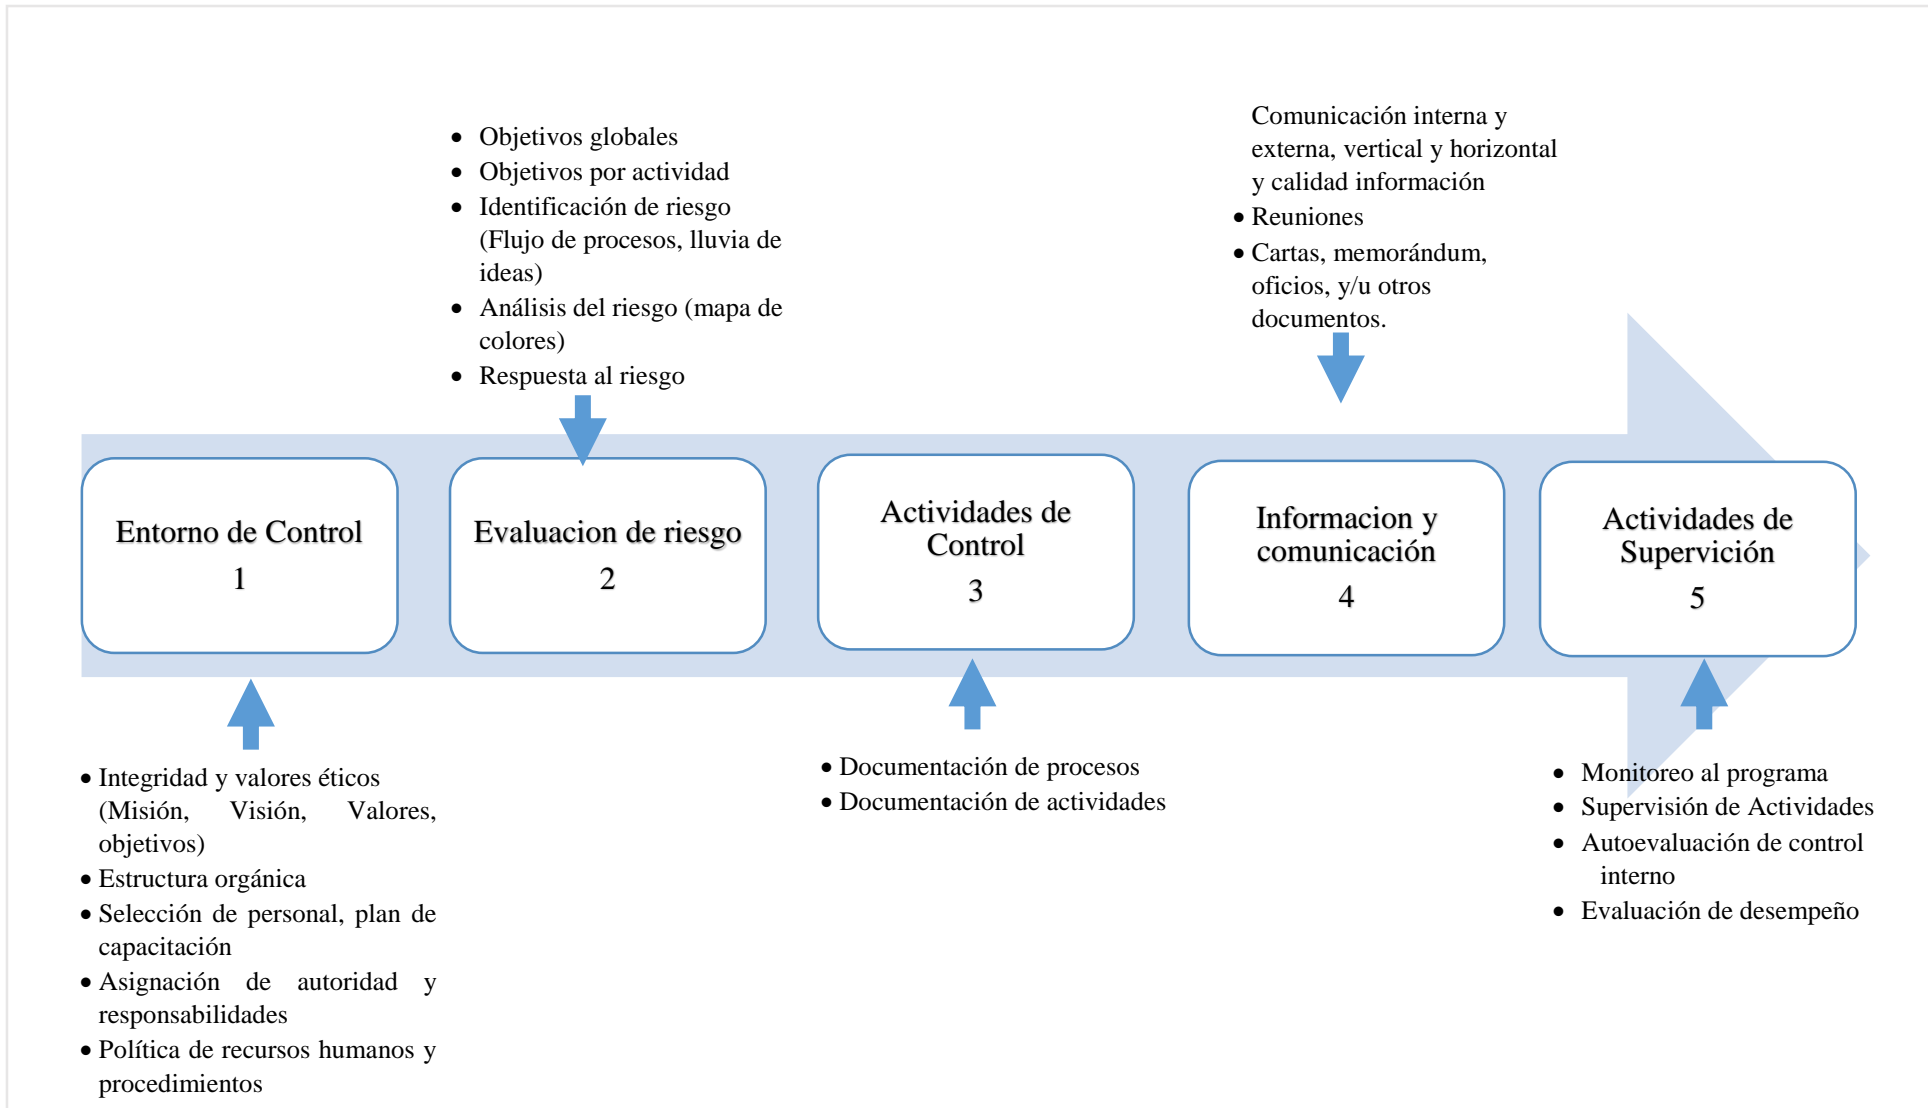 Comunicación interna y
externa, vertical y horizontal
y calidad información
• Reuniones
• Cartas, memorándum,
oficios, y/u otros
documentos.
• Objetivos globales
• Objetivos por actividad
• Identificación de riesgo
(Flujo de procesos, lluvia de
ideas)
• Análisis del riesgo (mapa de
colores)
• Respuesta al riesgo
Entorno de Control
1
Evaluacion de riesgo
2
Actividades de
Control
3
Informacion y
comunicación
4
Actividades de
Supervición
5
• Integridad y valores éticos
(Misión, Visión, Valores,
objetivos)
• Estructura orgánica
• Selección de personal, plan de
capacitación
• Asignación de autoridad y
responsabilidades
• Política de recursos humanos y
procedimientos
• Documentación de procesos
• Documentación de actividades
• Monitoreo al programa
• Supervisión de Actividades
• Autoevaluación de control
interno
• Evaluación de desempeño